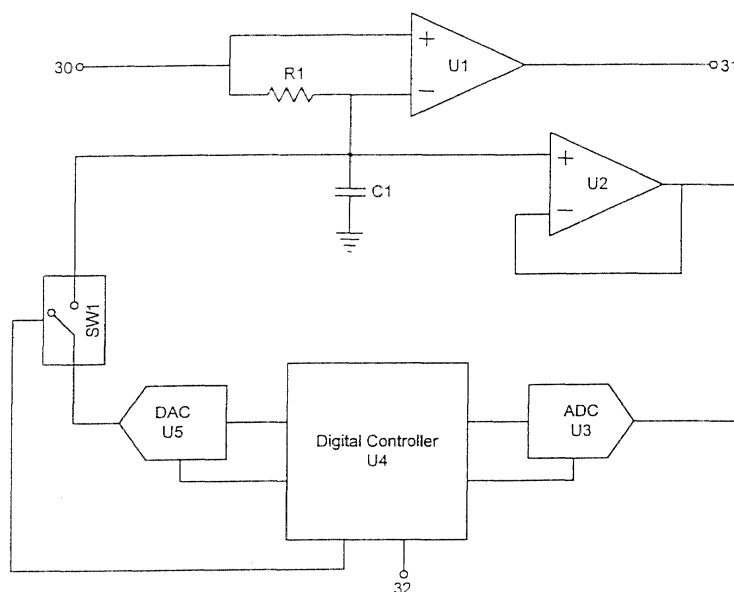 30
+
U1
31
R1
−
+
U2
−
C1
SW1
DAC
U5
Digital Controller
U4
ADC
U3
32